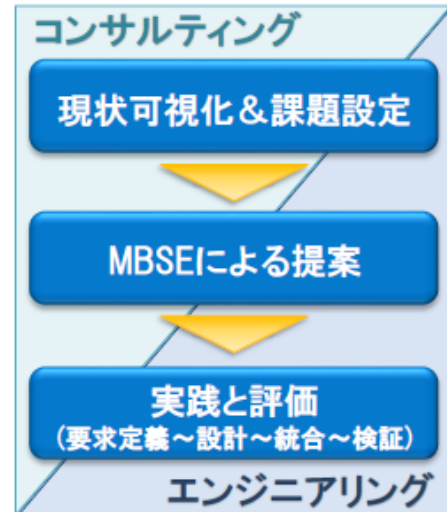 コンサルティング
現状可視化&課題設定
MBSEによる提案
実践と評価
(要求定義~設計~統合~検証)
エンジニアリング